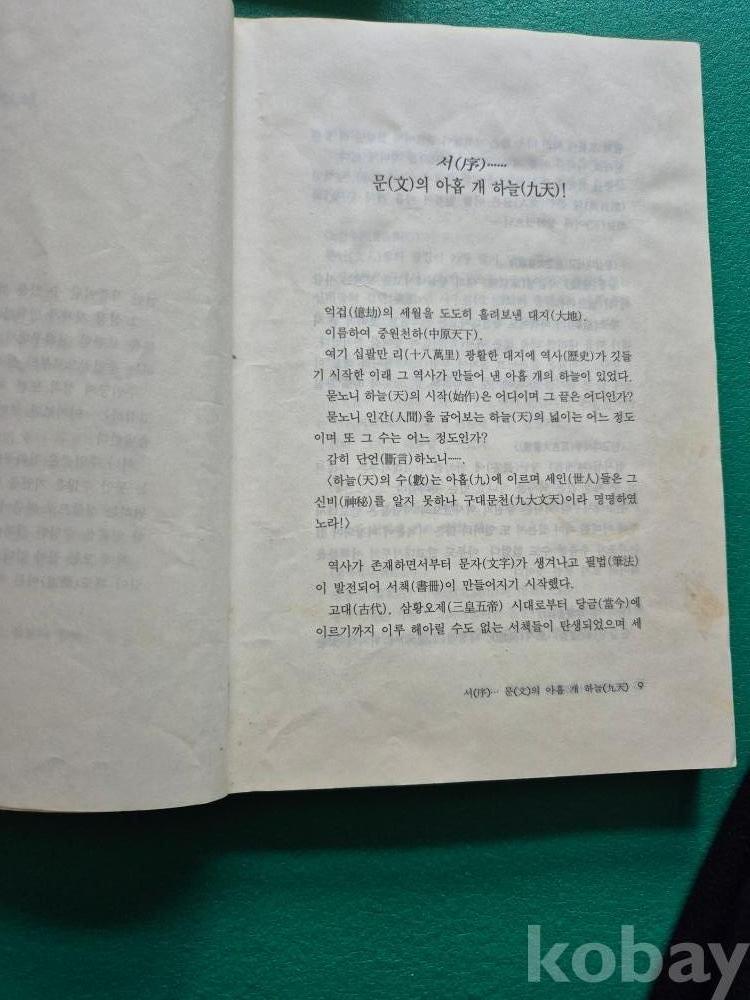 서(序)……
문(文)의 아홉 개 하늘(九天)!
억겁(億劫)의 세월을 도도히 흘려보낸 대지(大地).
이름하여 중원천하(中原天下).
여기 십팔만 리(十八萬里) 광활한 대지에 역사(歷史)가 깃들
기 시작한 이래 그 역사가 만들어 낸 아홉 개의 하늘이 있었다.
묻노니 하늘(天)의 시작(始作)은 어디이며 그 끝은 어디인가?
묻노니 인간(人間)을 굽어보는 하늘(天)의 넓이는 어느 정도
이며 또 그 수는 어느 정도인가?
감히 단언(斷言)하노니…….
〈하늘(天)의 수(數)는 아홉(九)에 이르며 세인(世人)들은 그
신비(神秘)를 알지 못하나 구대문천(九大文天)이라 명명하였
노라!〉
역사가 존재하면서부터 문자(文字)가 생겨나고 필법(筆法)
이 발전되어 서책(書冊)이 만들어지기 시작했다.
고대(古代), 삼황오제(三皇五帝) 시대로부터 당금(當今)에
이르기까지 이루 헤아릴 수도 없는 서책들이 탄생되었으며 세
서(序)… 문(文)의 아홉 개 하늘(九天) 9
kobay